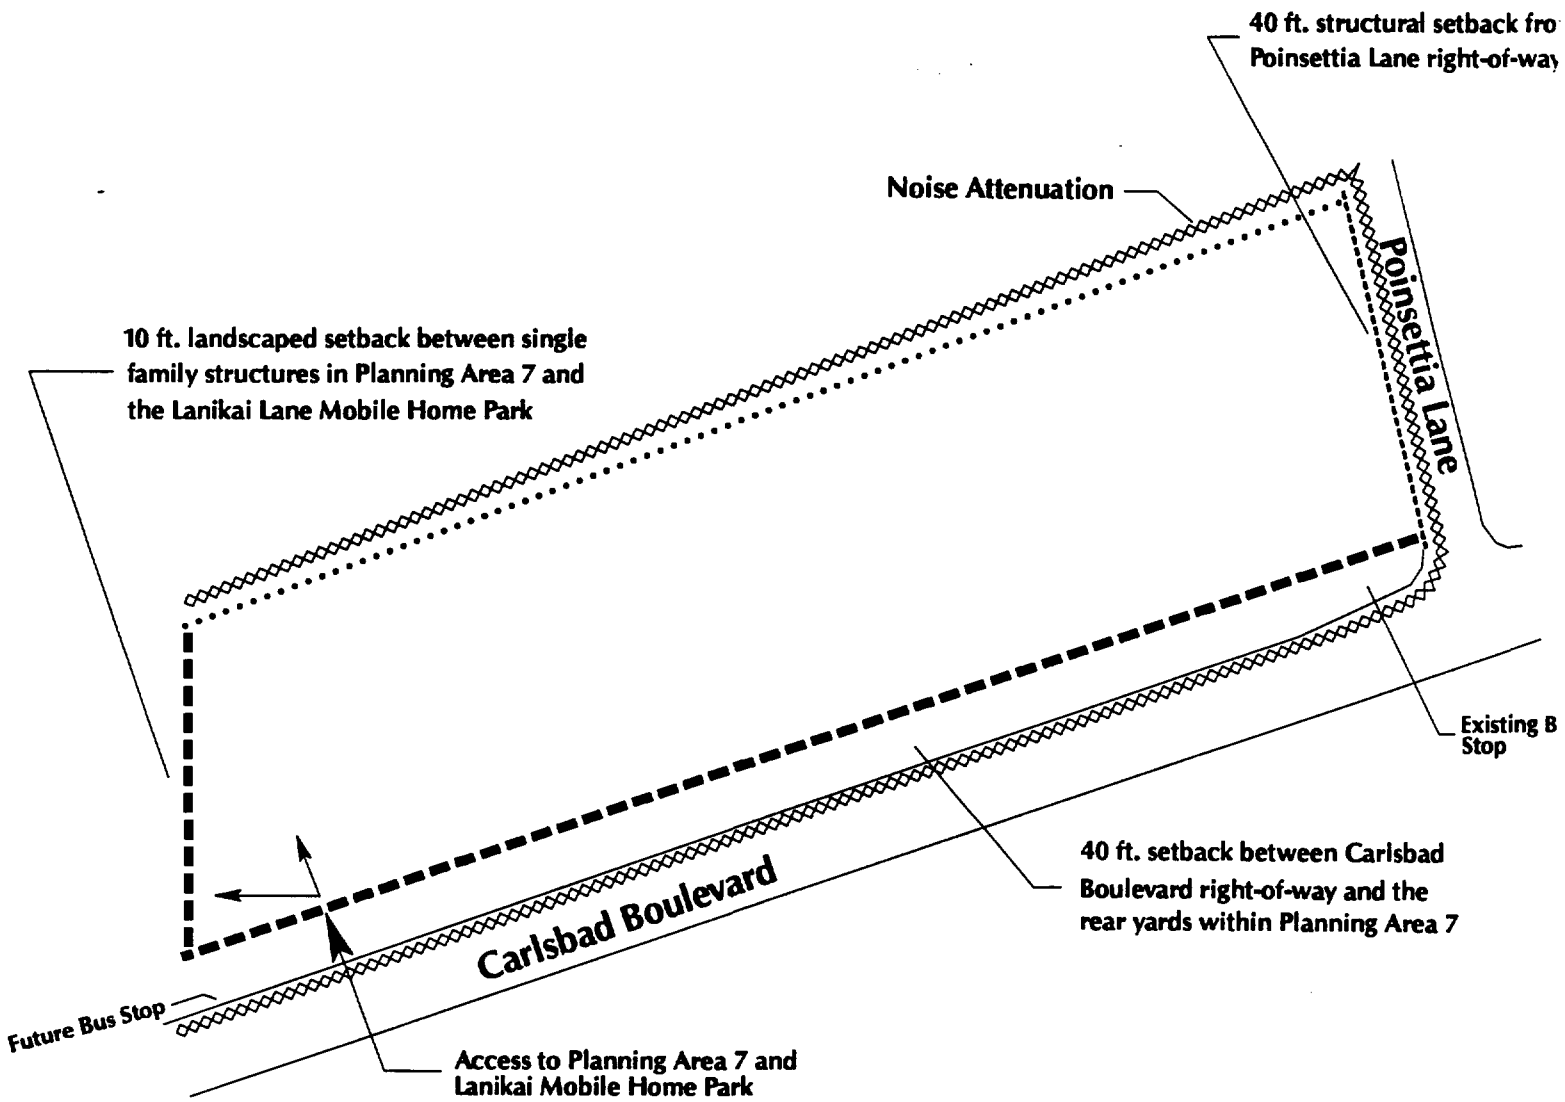 40 ft. structural setback fro
Poinsettia Lane right-of-way
Noise Attenuation
Poinsettia Lane
10 ft. landscaped setback between single
family structures in Planning Area 7 and
the Lanikai Lane Mobile Home Park
Existing B
Stop
40 ft. setback between Carlsbad
Boulevard right-of-way and the
rear yards within Planning Area 7
Carlsbad Boulevard
Future Bus Stop
Access to Planning Area 7 and
Lanikai Mobile Home Park